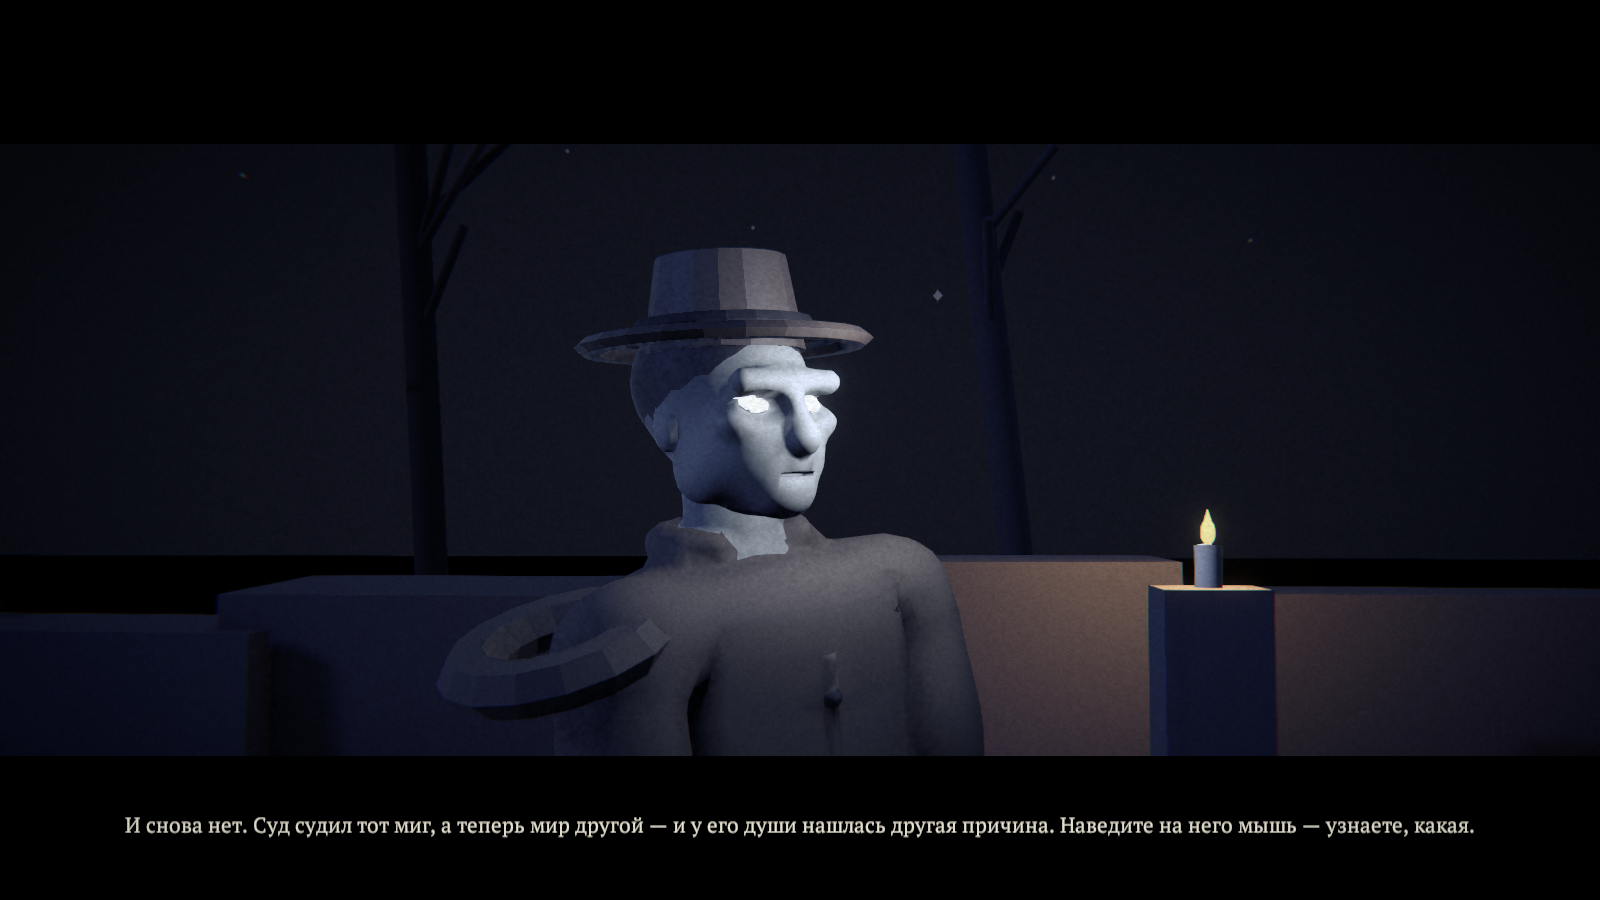 И снова нет. Суд судил тот миг, а теперь мир другой — и у его души нашлась другая причина. Наведите на него мышь — узнаете, какая.